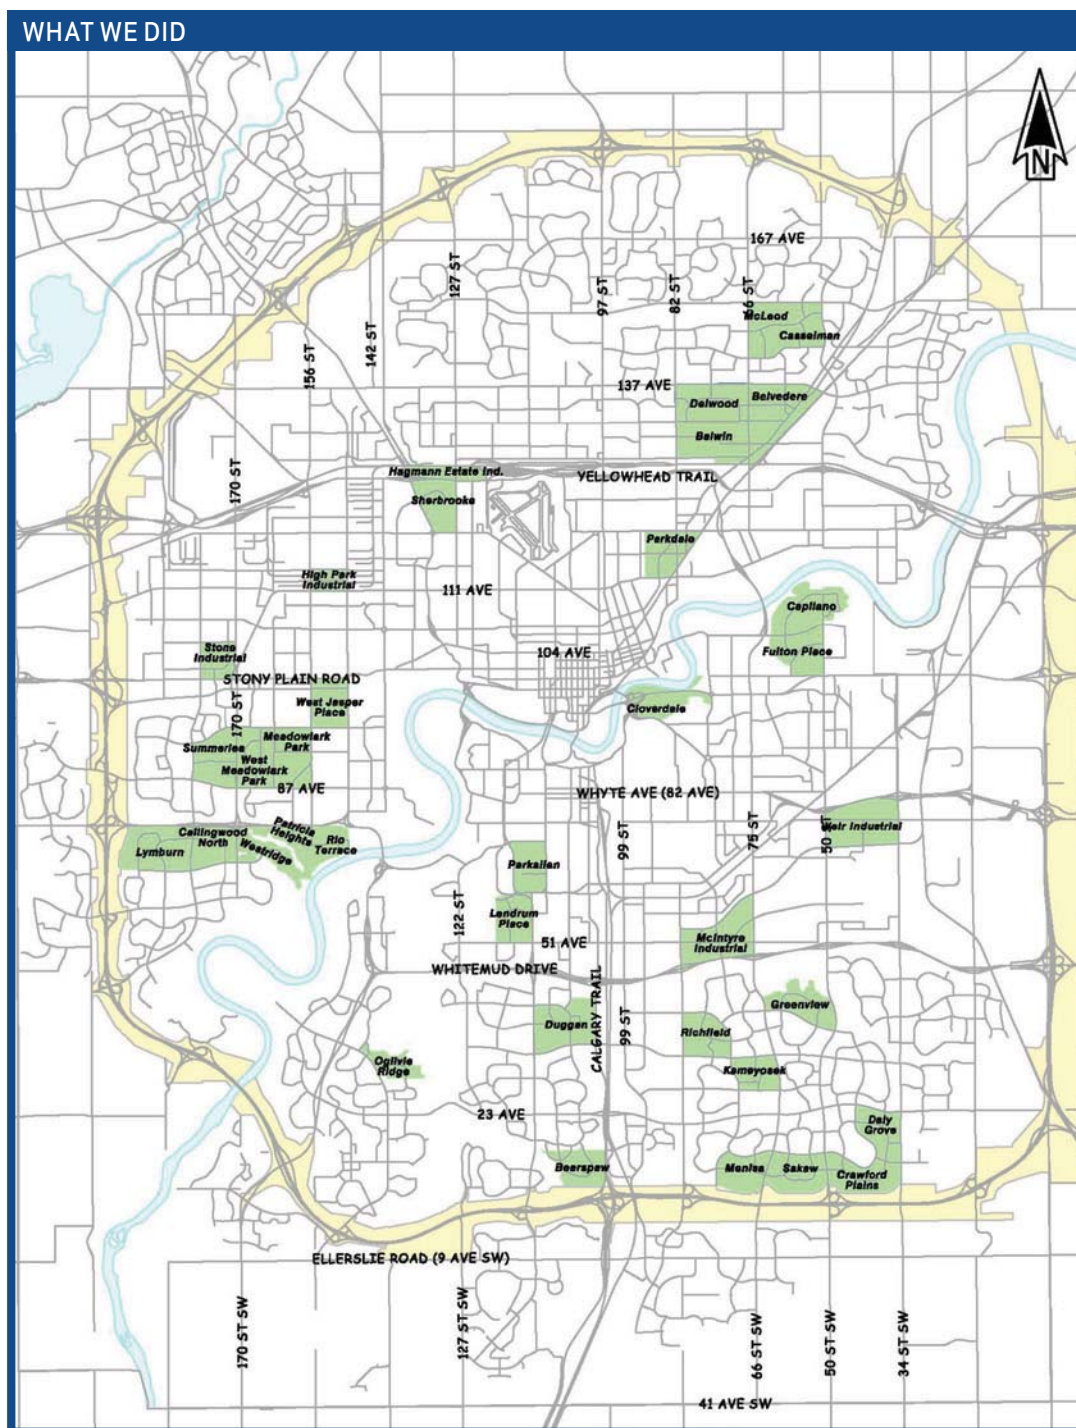 WHAT WE DID
N
167 AVE
127 ST
97 ST
82 ST
66 ST
McLeod
Casselman
142 ST
156 ST
137 AVE
Delwood
Belvedere
Balwin
170 ST
Hagmann Estate Ind.
YELLOWHEAD TRAIL
Sherbrooke
Parkdale
High Park
Industrial
111 AVE
Capilano
Stone
Industrial
104 AVE
Fulton Place
STONY PLAIN ROAD
170 ST
West Jasper
Place
Cloverdale
Summerlea
Meadowlark
Park
West
Meadowlark
Park
87 AVE
WHYTE AVE (82 AVE)
99 ST
75 ST
50 ST
Weir Industrial
Callingwood
North
Patricia
Heights
Rio
Terrace
Lymburn
Westridge
Parkallen
122 ST
Lendrum
Place
51 AVE
McIntyre
Industrial
WHITEMUD DRIVE
CALGARY TRAIL
99 ST
Greenview
Duggan
Richfield
Ogilvie
Ridge
Kameyosek
23 AVE
Daly
Grove
Bearspaw
Menisa
Sakaw
Crawford
Plains
ELLERSLIE ROAD (9 AVE SW)
170 ST SW
127 ST SW
66 ST SW
50 ST SW
34 ST SW
41 AVE SW